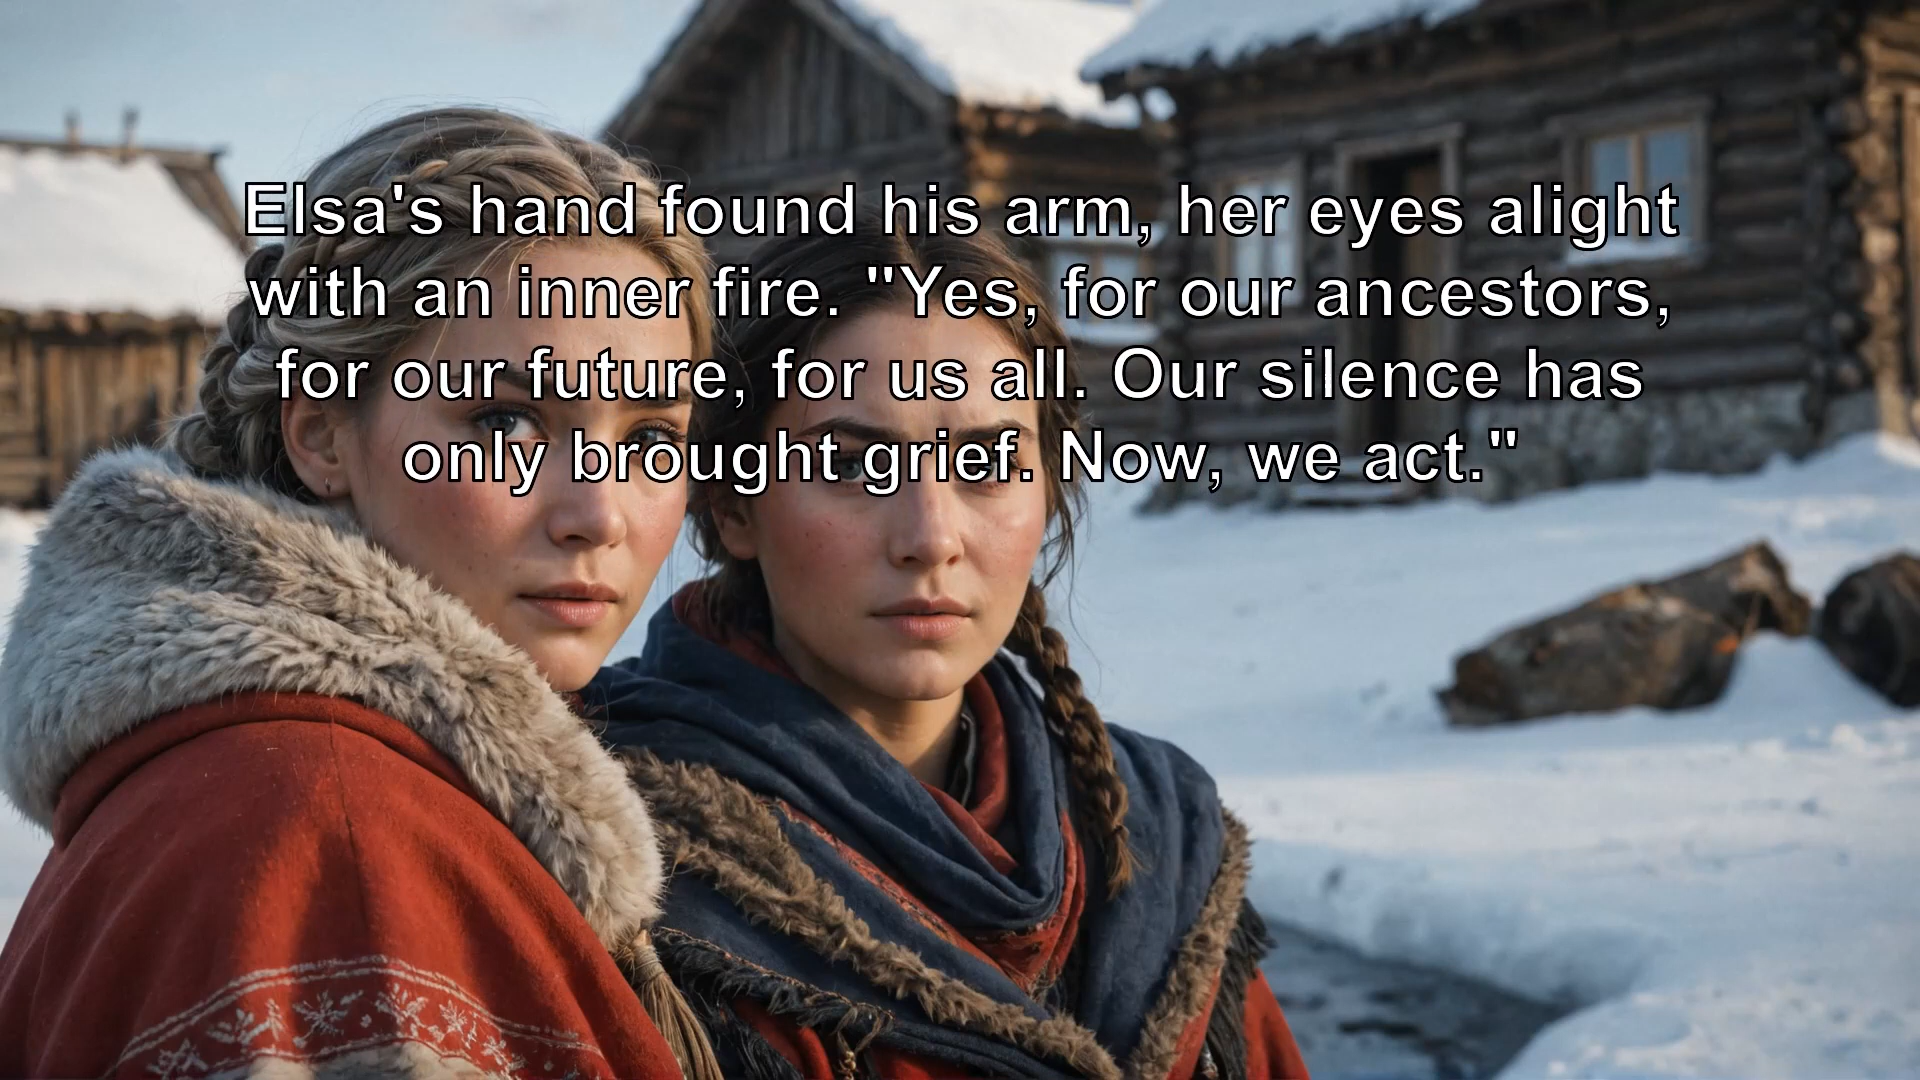 Elsa's hand found his arm, her eyes alight
with an inner fire. "Yes, for our ancestors,
for our future, for us all. Our silence has
only brought grief. Now, we act."